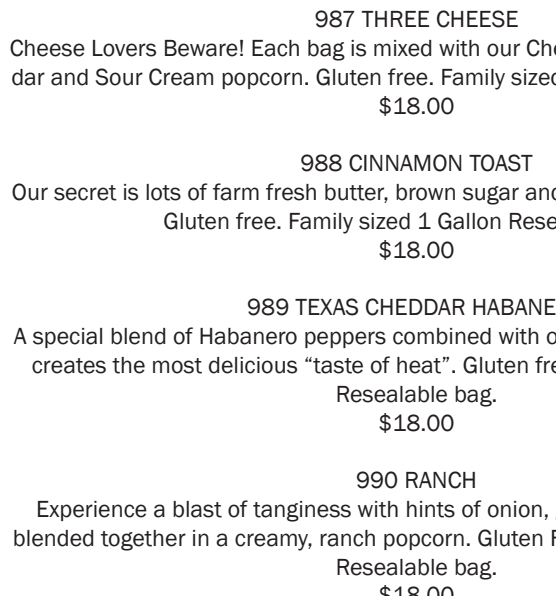 987 THREE CHEESE
Cheese Lovers Beware! Each bag is mixed with our Che
dar and Sour Cream popcorn. Gluten free. Family sized
$18.00
988 CINNAMON TOAST
Our secret is lots of farm fresh butter, brown sugar and
Gluten free. Family sized 1 Gallon Rese
$18.00
989 TEXAS CHEDDAR HABANE
A special blend of Habanero peppers combined with o
creates the most delicious “taste of heat”. Gluten fre
Resealable bag.
$18.00
990 RANCH
Experience a blast of tanginess with hints of onion,
blended together in a creamy, ranch popcorn. Gluten F
Resealable bag.
$18.00